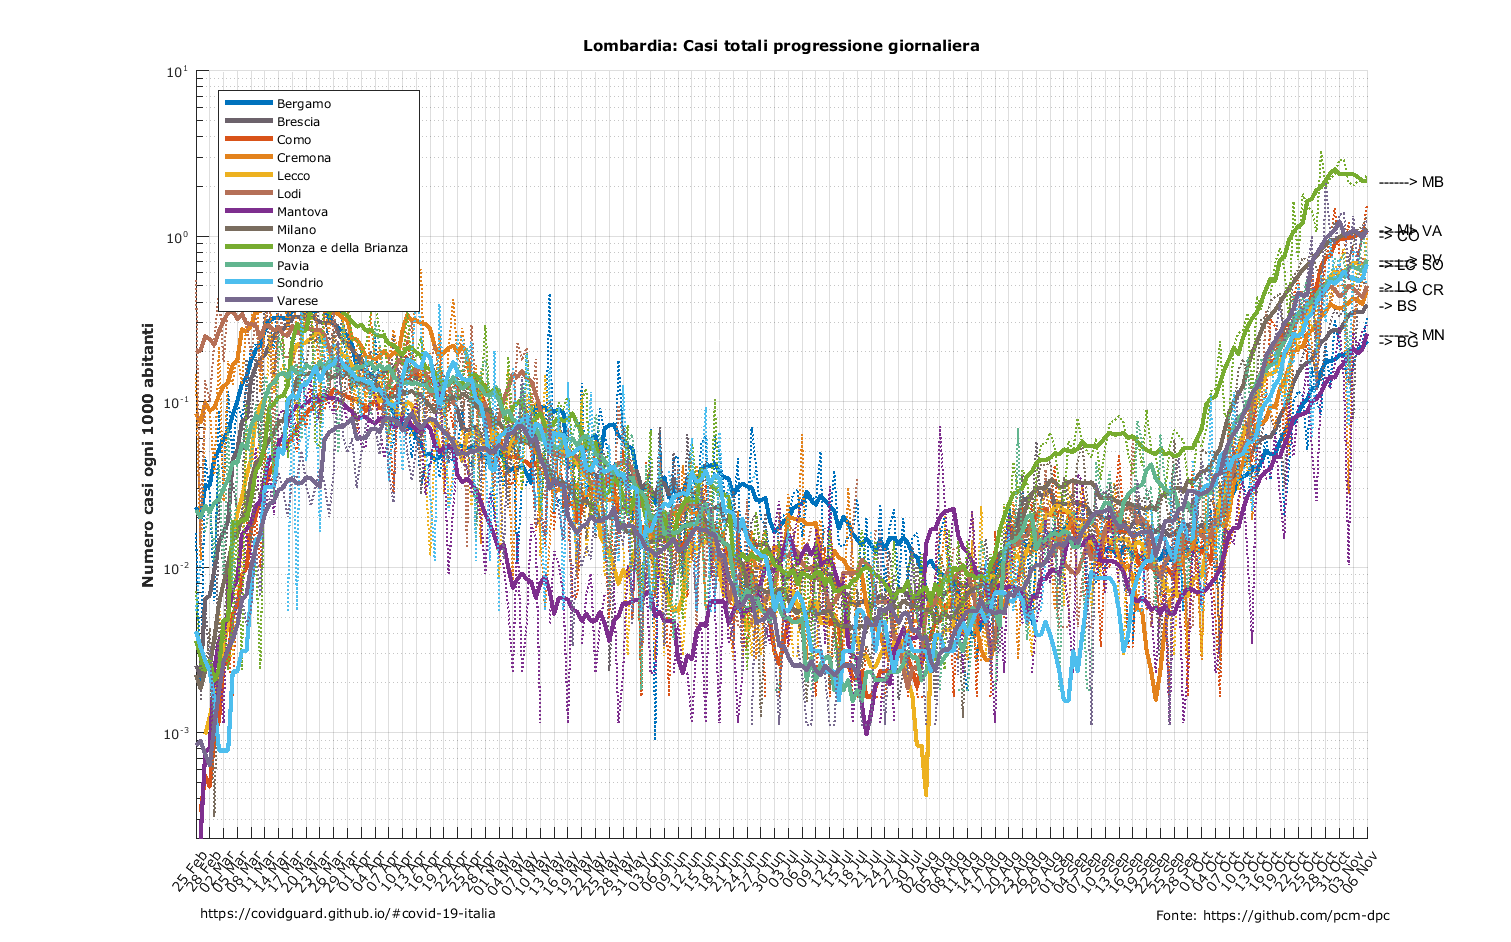 Lombardia: Casi totali progressione giornaliera
10^1
10^0
10^-1
10^-2
10^-3
Numero casi ogni 1000 abitanti
Bergamo
Brescia
Como
Cremona
Lecco
Lodi
Mantova
Milano
Monza e della Brianza
Pavia
Sondrio
Varese
------> MB
-> MI
------> VA
-> CO
------> PV
-> LC
------> SO
-> LO
------> CR
-> BS
------> MN
-> BG
25 Feb
28 Feb
02 Mar
05 Mar
08 Mar
11 Mar
14 Mar
17 Mar
20 Mar
23 Mar
26 Mar
29 Mar
01 Apr
04 Apr
07 Apr
10 Apr
13 Apr
16 Apr
19 Apr
22 Apr
25 Apr
28 Apr
01 May
04 May
07 May
10 May
13 May
16 May
19 May
22 May
25 May
28 May
31 May
03 Jun
06 Jun
09 Jun
12 Jun
15 Jun
18 Jun
21 Jun
24 Jun
27 Jun
30 Jun
03 Jul
06 Jul
09 Jul
12 Jul
15 Jul
18 Jul
21 Jul
24 Jul
27 Jul
30 Jul
02 Aug
05 Aug
08 Aug
11 Aug
14 Aug
17 Aug
20 Aug
23 Aug
26 Aug
29 Aug
01 Sep
04 Sep
07 Sep
10 Sep
13 Sep
16 Sep
19 Sep
22 Sep
25 Sep
28 Sep
01 Oct
04 Oct
07 Oct
10 Oct
13 Oct
16 Oct
19 Oct
22 Oct
25 Oct
28 Oct
31 Oct
03 Nov
06 Nov
https://covidguard.github.io/#covid-19-italia
Fonte: https://github.com/pcm-dpc